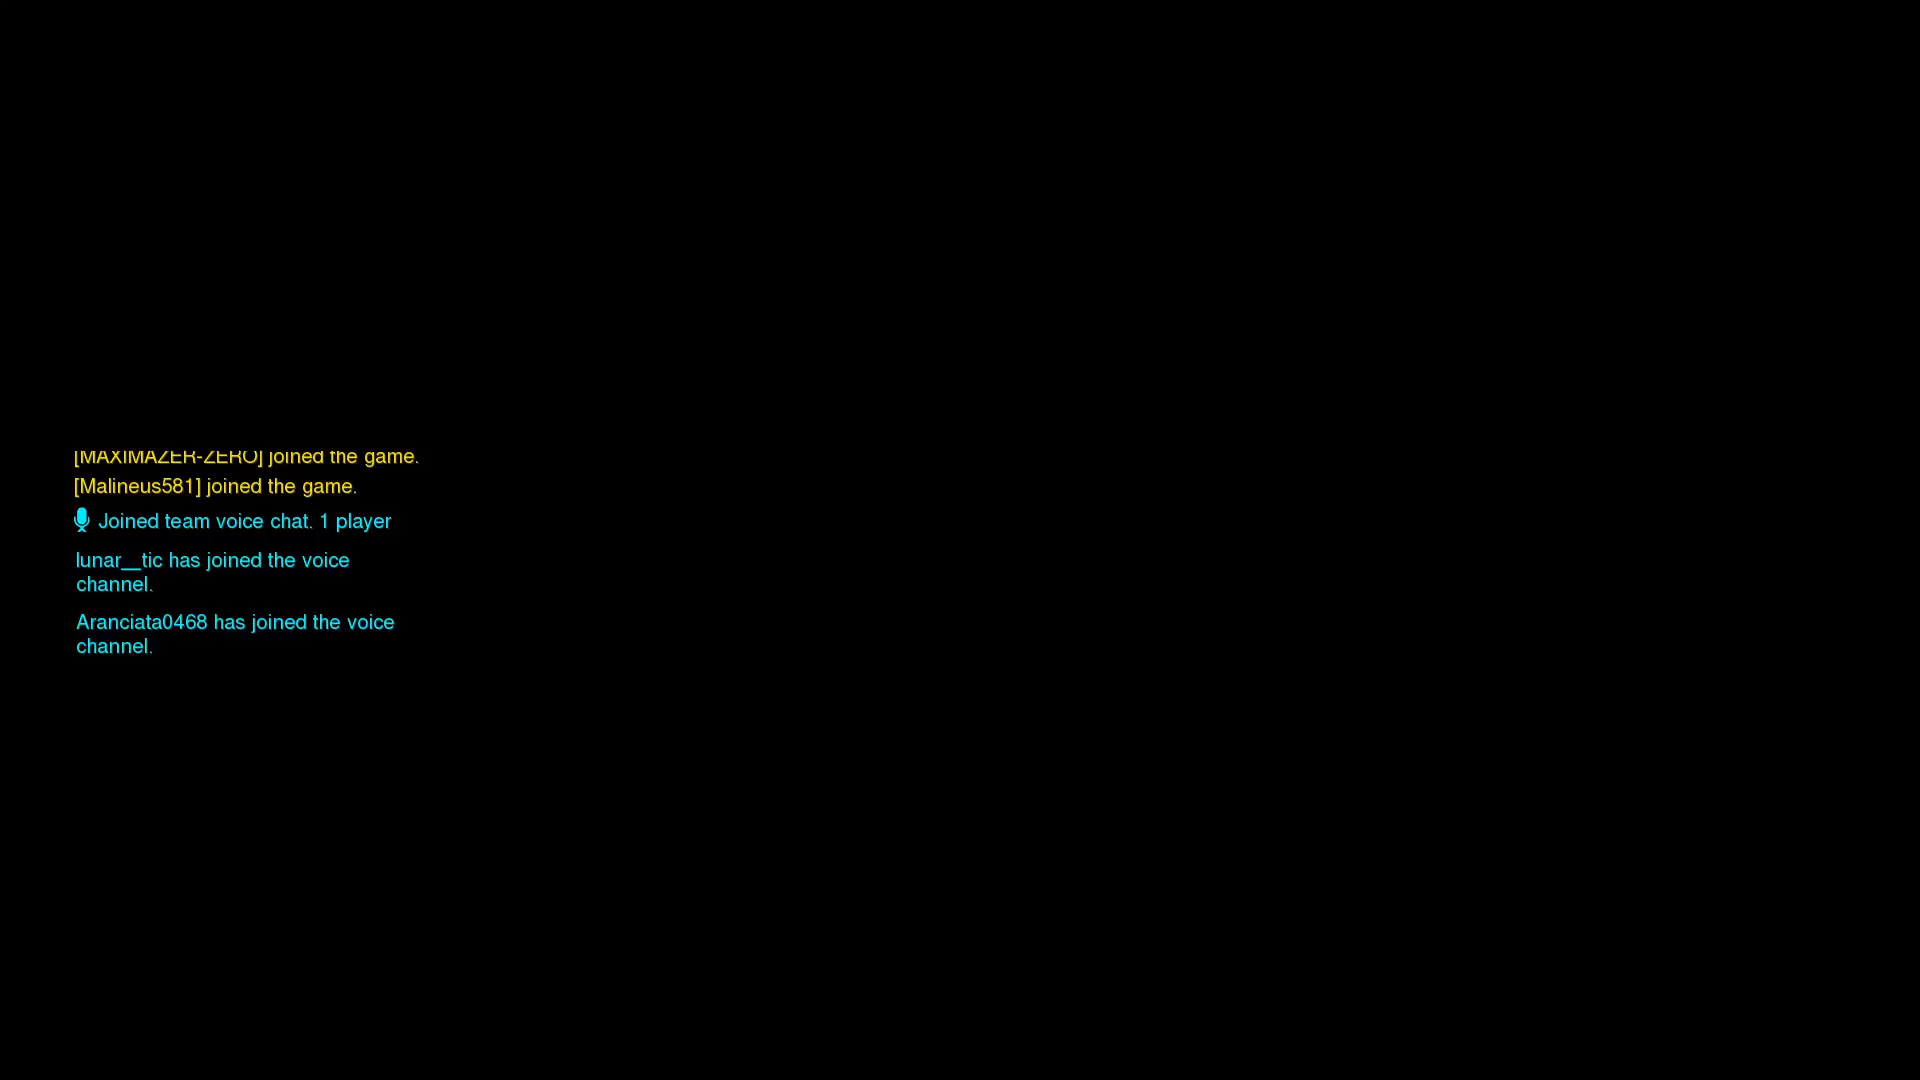 [MAXIMAZER-ZERO] joined the game.
[Malineus581] joined the game.
Joined team voice chat. 1 player
lunar__tic has joined the voice
channel.
Aranciata0468 has joined the voice
channel.